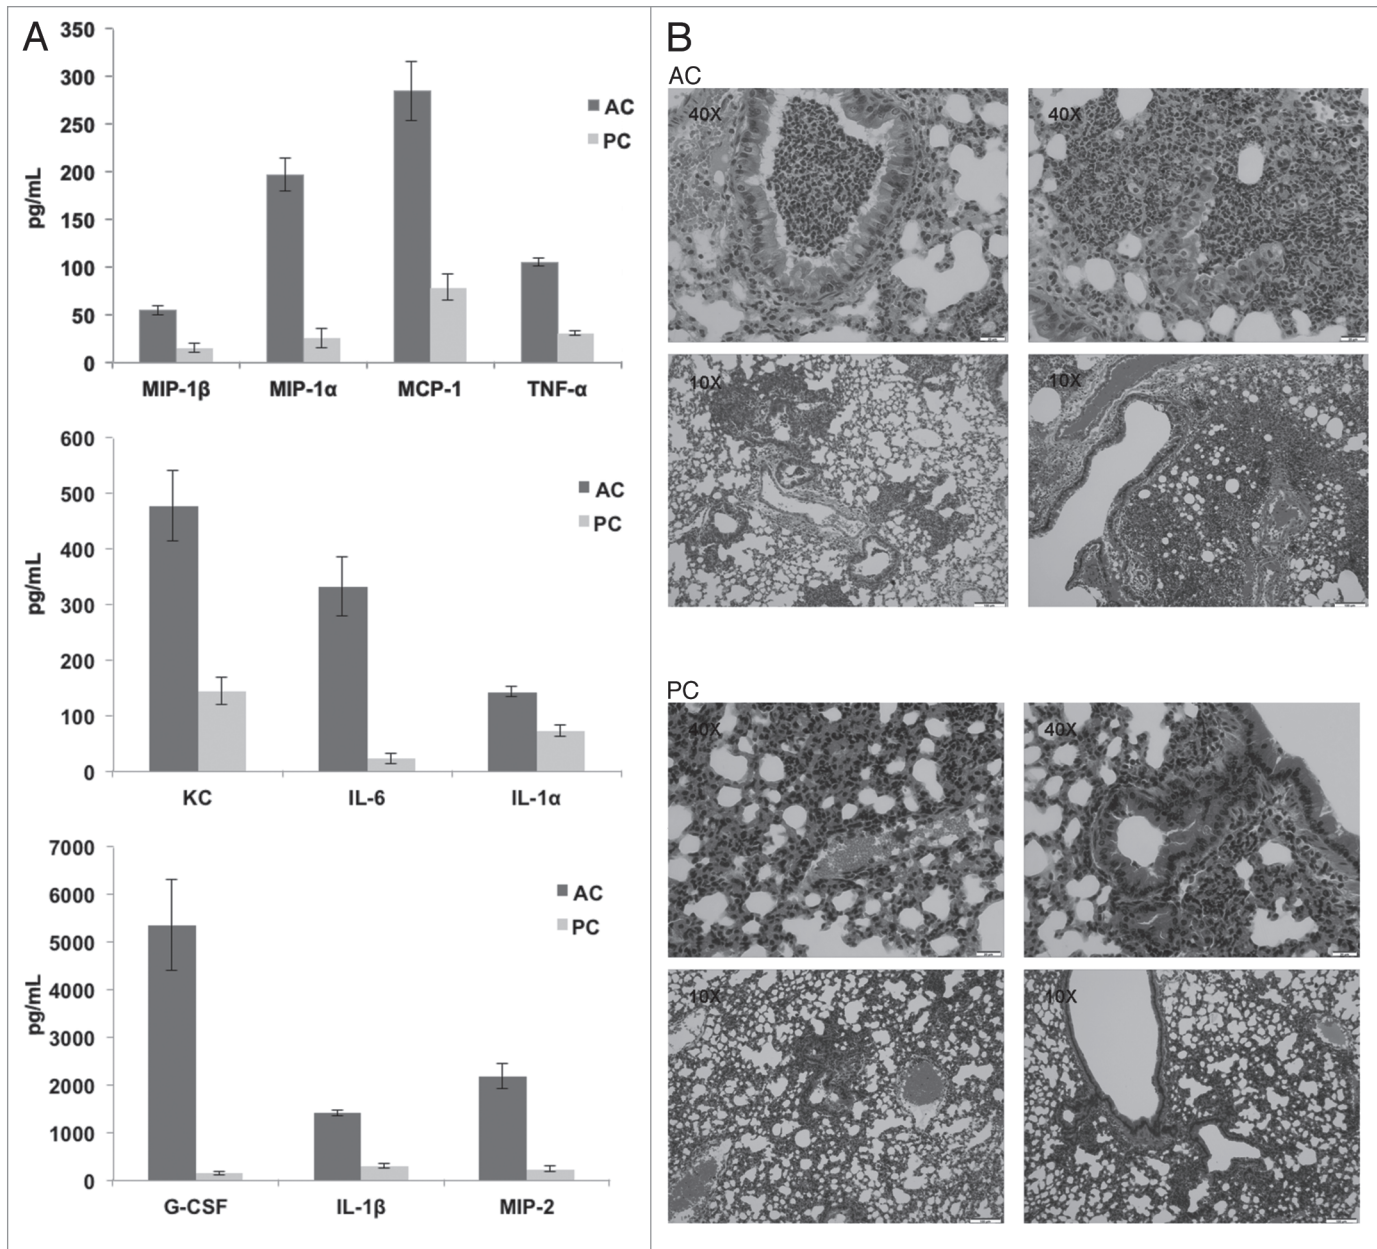 A
350
300
250
200
150
100
50
0
pg/mL
AC
PC
MIP-1β MIP-1α MCP-1 TNF-α
600
500
400
300
200
100
0
pg/mL
AC
PC
KC IL-6 IL-1α
7000
6000
5000
4000
3000
2000
1000
0
pg/mL
AC
PC
G-CSF IL-1β MIP-2
B
AC
40X 40X
10X 10X
PC
40X 40X
10X 10X